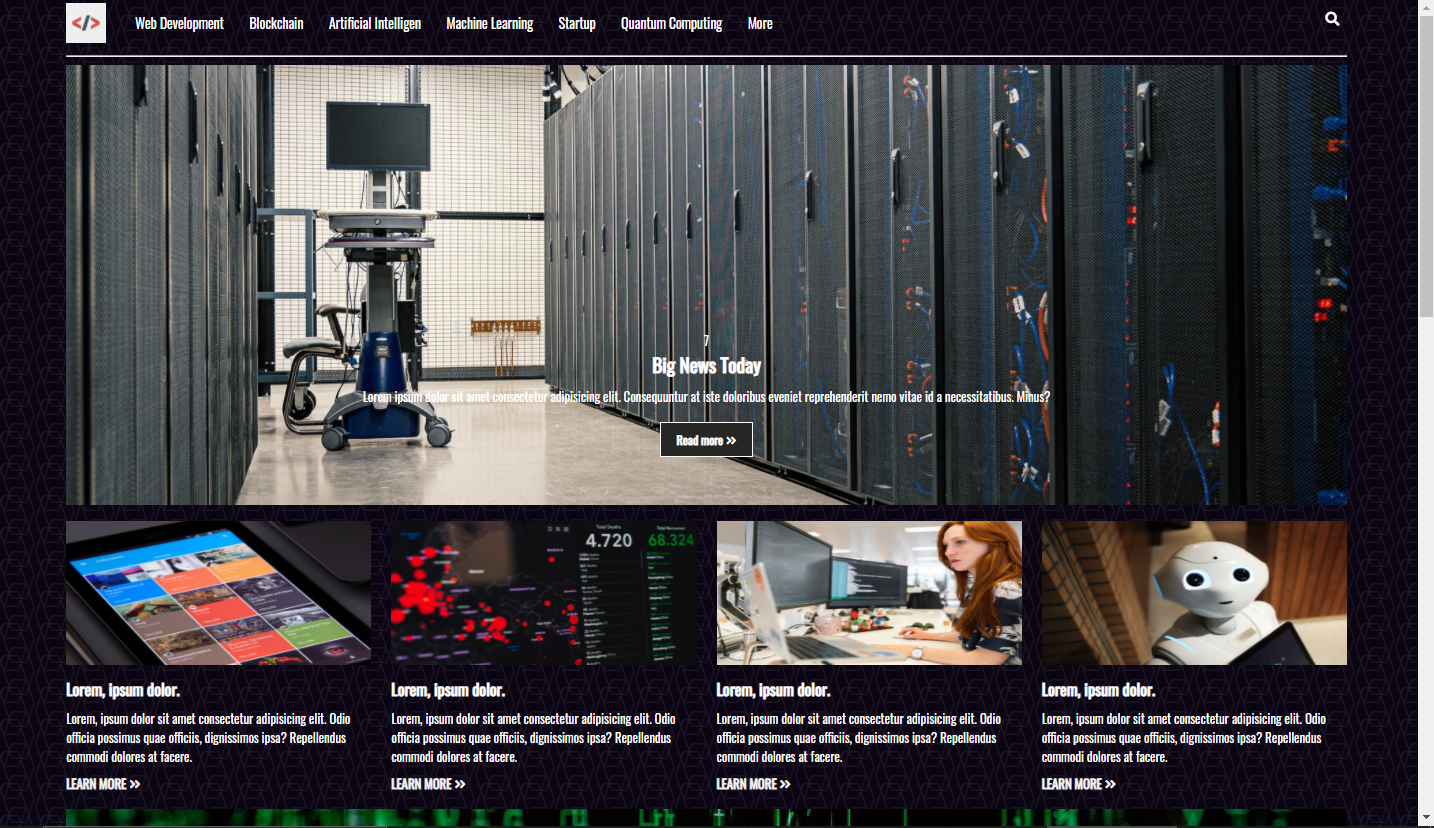 </>
Web Development Blockchain Artificial Intelligen Machine Learning Startup Quantum Computing More
7
Big News Today
Lorem ipsum dolor sit amet consectetur adipisicing elit. Consequuntur at iste doloribus eveniet reprehenderit nemo vitae id a necessitatibus. Minus?
Read more »
Total Deaths
4.720
Total Recovered
68.324
Lorem, ipsum dolor.
Lorem, ipsum dolor sit amet consectetur adipisicing elit. Odio
officia possimus quae officiis, dignissimos ipsa? Repellendus
commodi dolores at facere.
LEARN MORE »
Lorem, ipsum dolor.
Lorem, ipsum dolor sit amet consectetur adipisicing elit. Odio
officia possimus quae officiis, dignissimos ipsa? Repellendus
commodi dolores at facere.
LEARN MORE »
Lorem, ipsum dolor.
Lorem, ipsum dolor sit amet consectetur adipisicing elit. Odio
officia possimus quae officiis, dignissimos ipsa? Repellendus
commodi dolores at facere.
LEARN MORE »
Lorem, ipsum dolor.
Lorem, ipsum dolor sit amet consectetur adipisicing elit. Odio
officia possimus quae officiis, dignissimos ipsa? Repellendus
commodi dolores at facere.
LEARN MORE »